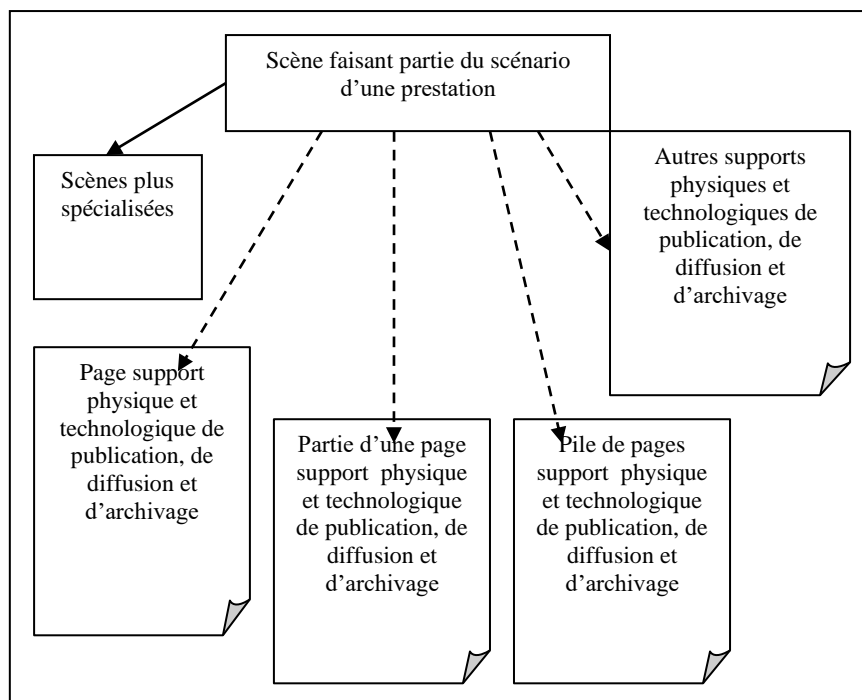 Scène faisant partie du scénario
d’une prestation
Scènes plus
spécialisées
Autres supports
physiques et
technologiques de
publication, de
diffusion et
d’archivage
Page support
physique et
technologique de
publication, de
diffusion et
d’archivage
Partie d’une page
support physique
et technologique
de publication, de
diffusion et
d’archivage
Pile de pages
support physique
et technologique
de publication, de
diffusion et
d’archivage